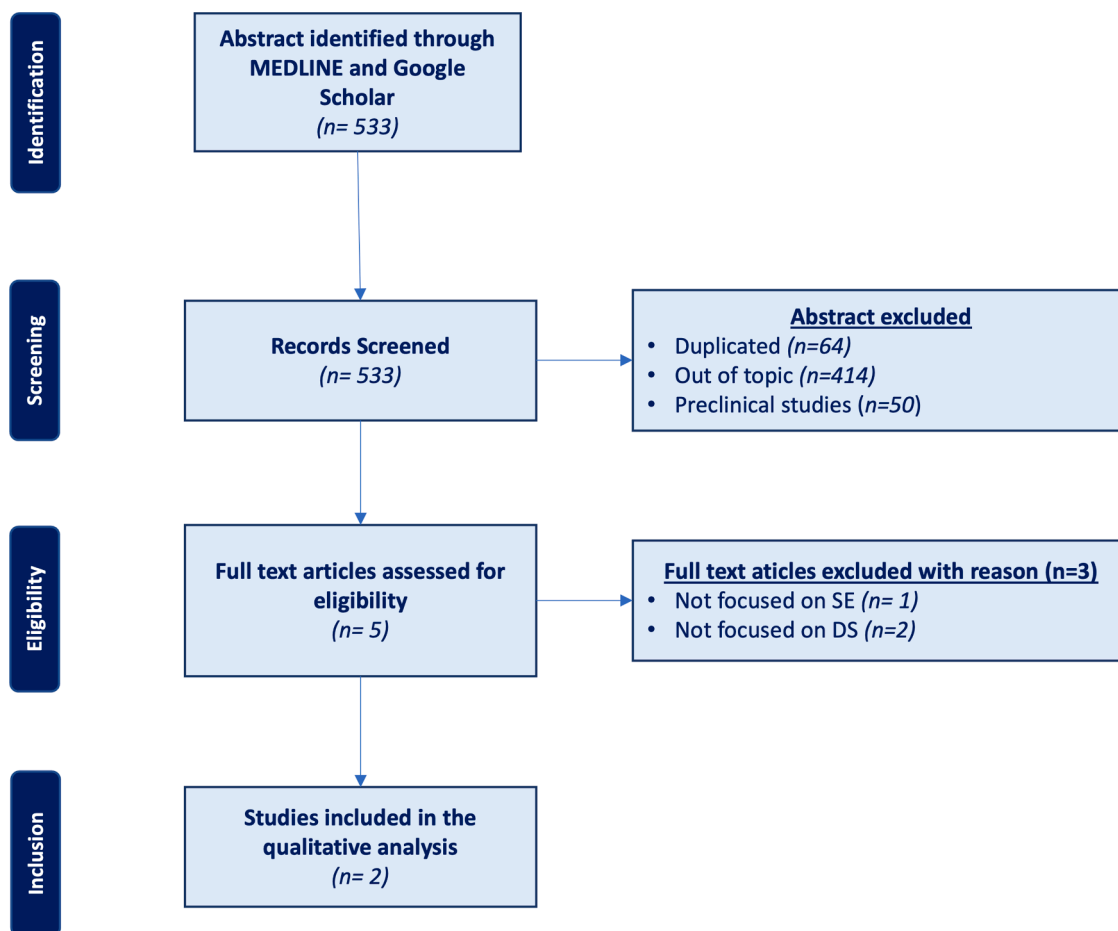 Identification
Abstract identified through
MEDLINE and Google
Scholar
(n= 533)
Screening
Records Screened
(n= 533)
Abstract excluded
• Duplicated (n=64)
• Out of topic (n=414)
• Preclinical studies (n=50)
Eligibility
Full text articles assessed for
eligibility
(n= 5)
Full text aticles excluded with reason (n=3)
• Not focused on SE (n= 1)
• Not focused on DS (n=2)
Inclusion
Studies included in the
qualitative analysis
(n= 2)